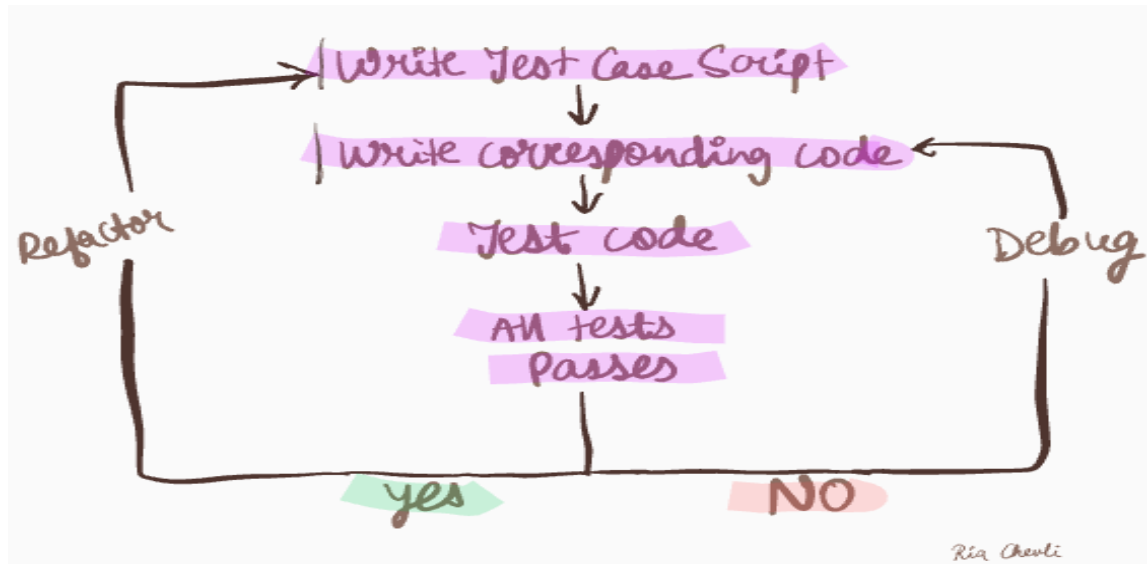 Write Test Case Script
Write corresponding code
Refactor
Test code
Debug
All tests
Passes
yes
NO
Ria Chevli